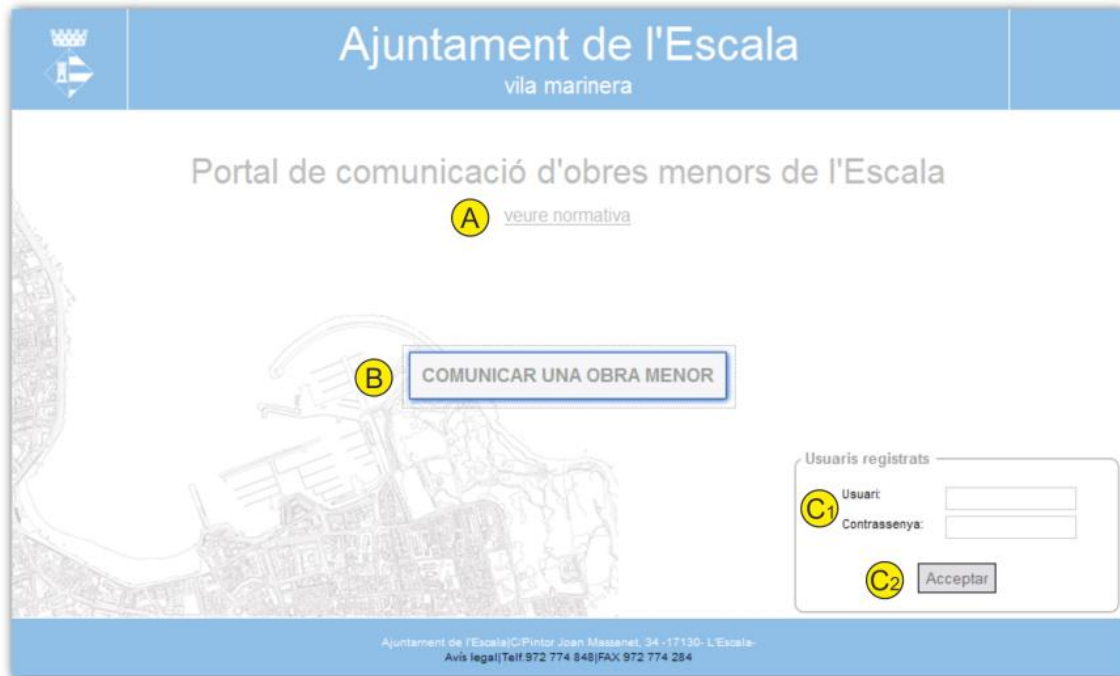 Ajuntament de l'Escala
vila marinera
Portal de comunicació d'obres menors de l'Escala
A veure normativa
B COMUNICAR UNA OBRA MENOR
Usuaris registrats
C1 Usuari:
Contrassenya:
C2 Acceptar
Ajuntament de l'Escala|C/Pintor Joan Massanet, 34 -17130- L'Escala-
Avís legal|Telf.972 774 848|FAX 972 774 284